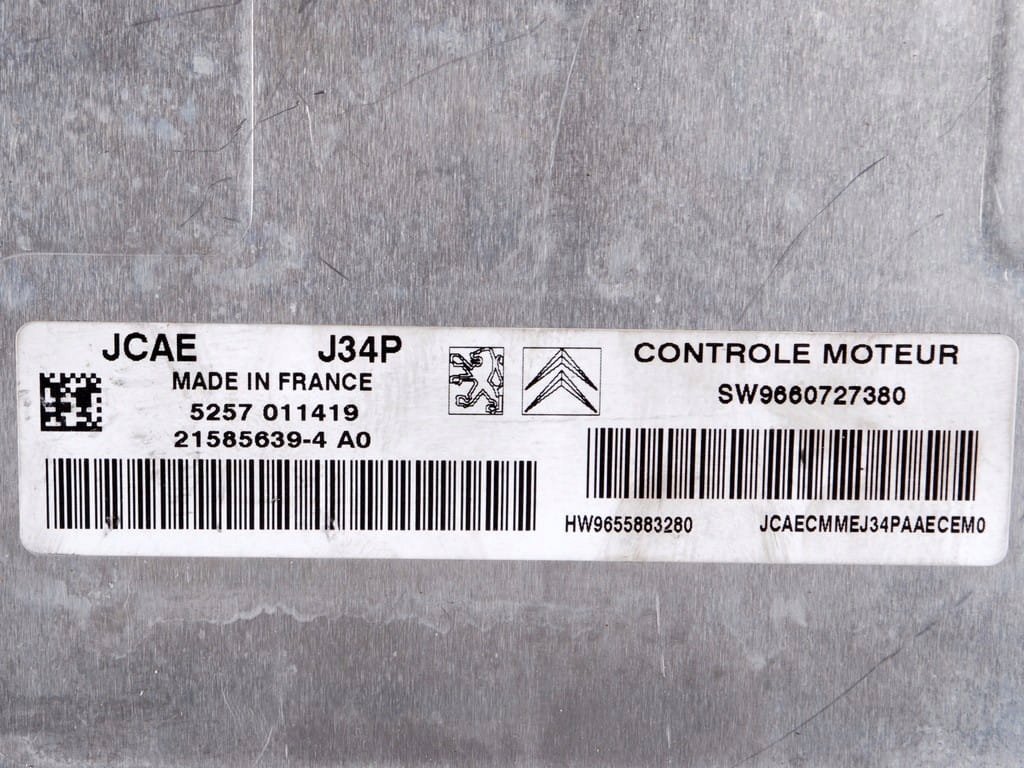 JCAE J34P
MADE IN FRANCE
5257 011419
21585639-4 A0
CONTROLE MOTEUR
SW9660727380
HW9655883280 JCAECMMEJ34PAAECEM0